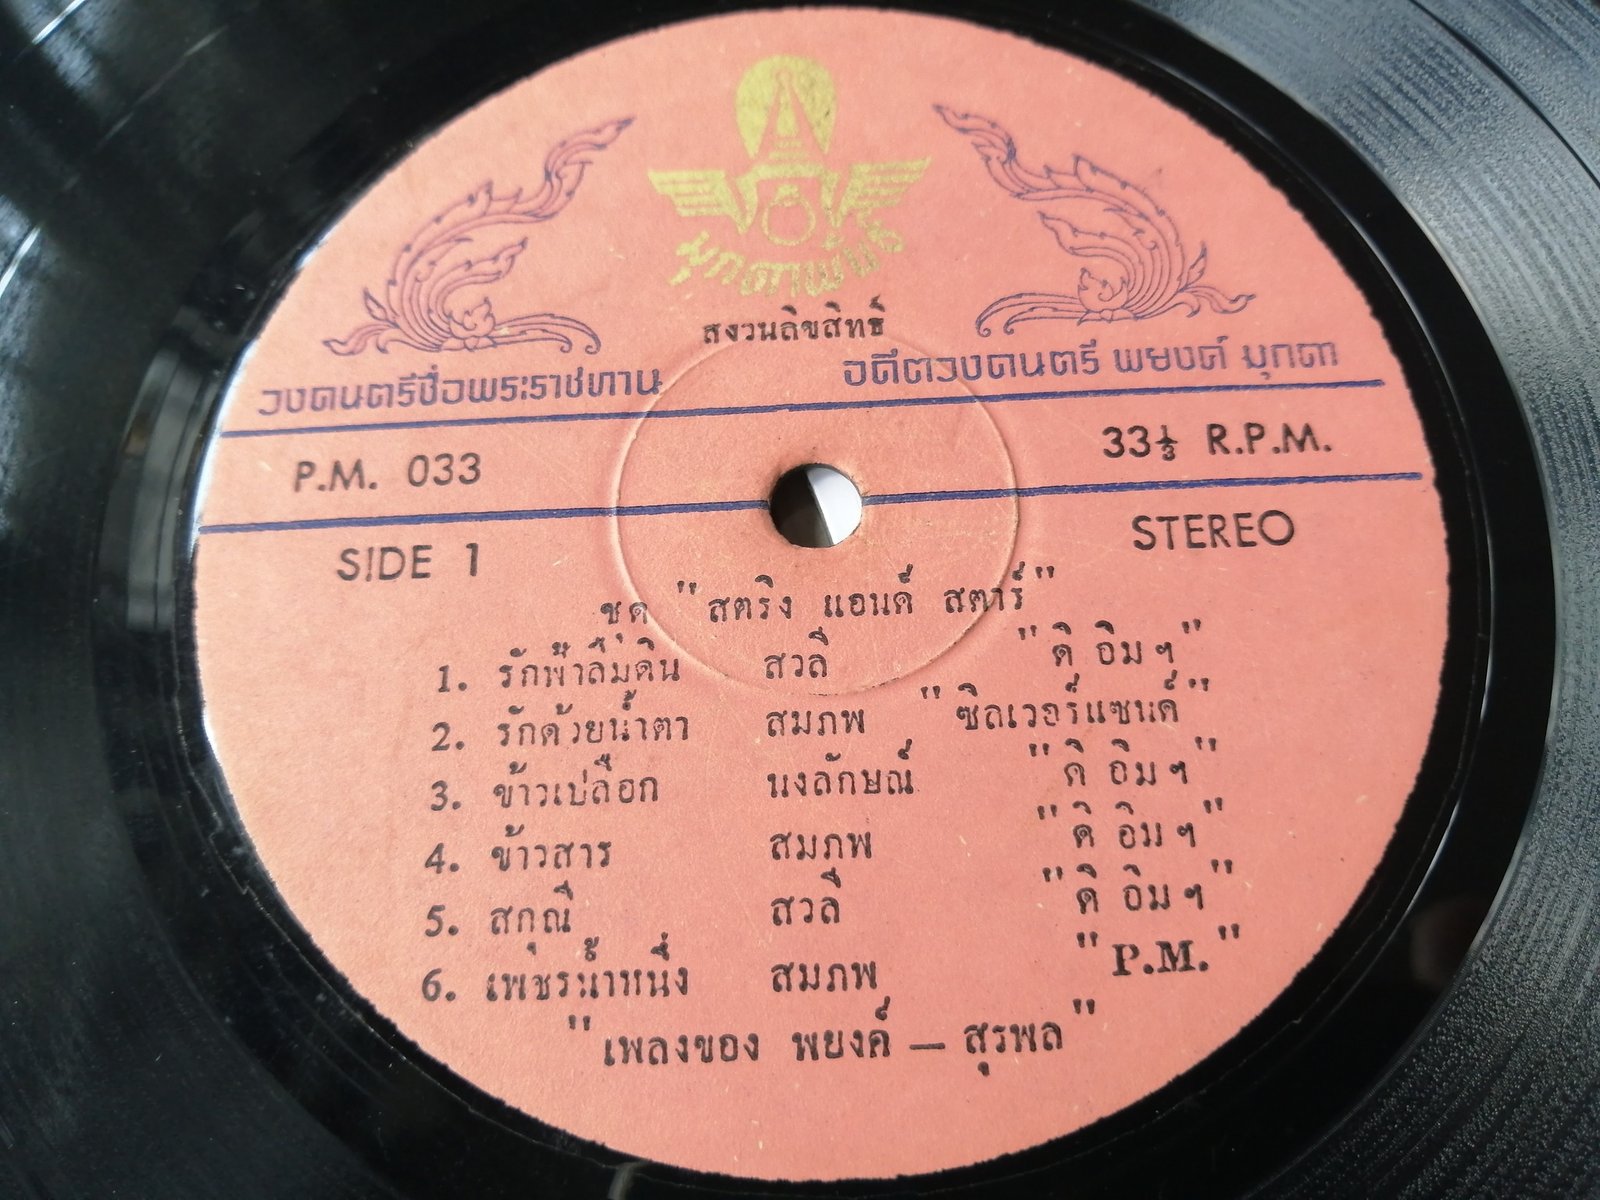 มุกดาพันธ์
สงวนลิขสิทธิ์
วงดนตรีชื่อพระราชทาน อดีตวงดนตรี พยงค์ มุกดา
P.M. 033 33⅓ R.P.M.
SIDE 1 STEREO
ชุด "สตริง แอนด์ สตาร์"
1. รักฟ้าลืมดิน สวลี "ดิ อิมฯ"
2. รักด้วยน้ำตา สมภพ "ซิลเวอร์แซนด์"
3. ข้าวเปลือก นงลักษณ์ "ดิ อิมฯ"
4. ข้าวสาร สมภพ "ดิ อิมฯ"
5. สกุณี สวลี "ดิ อิมฯ"
6. เพชรน้ำหนึ่ง สมภพ "P.M."
"เพลงของ พยงค์ — สุรพล"